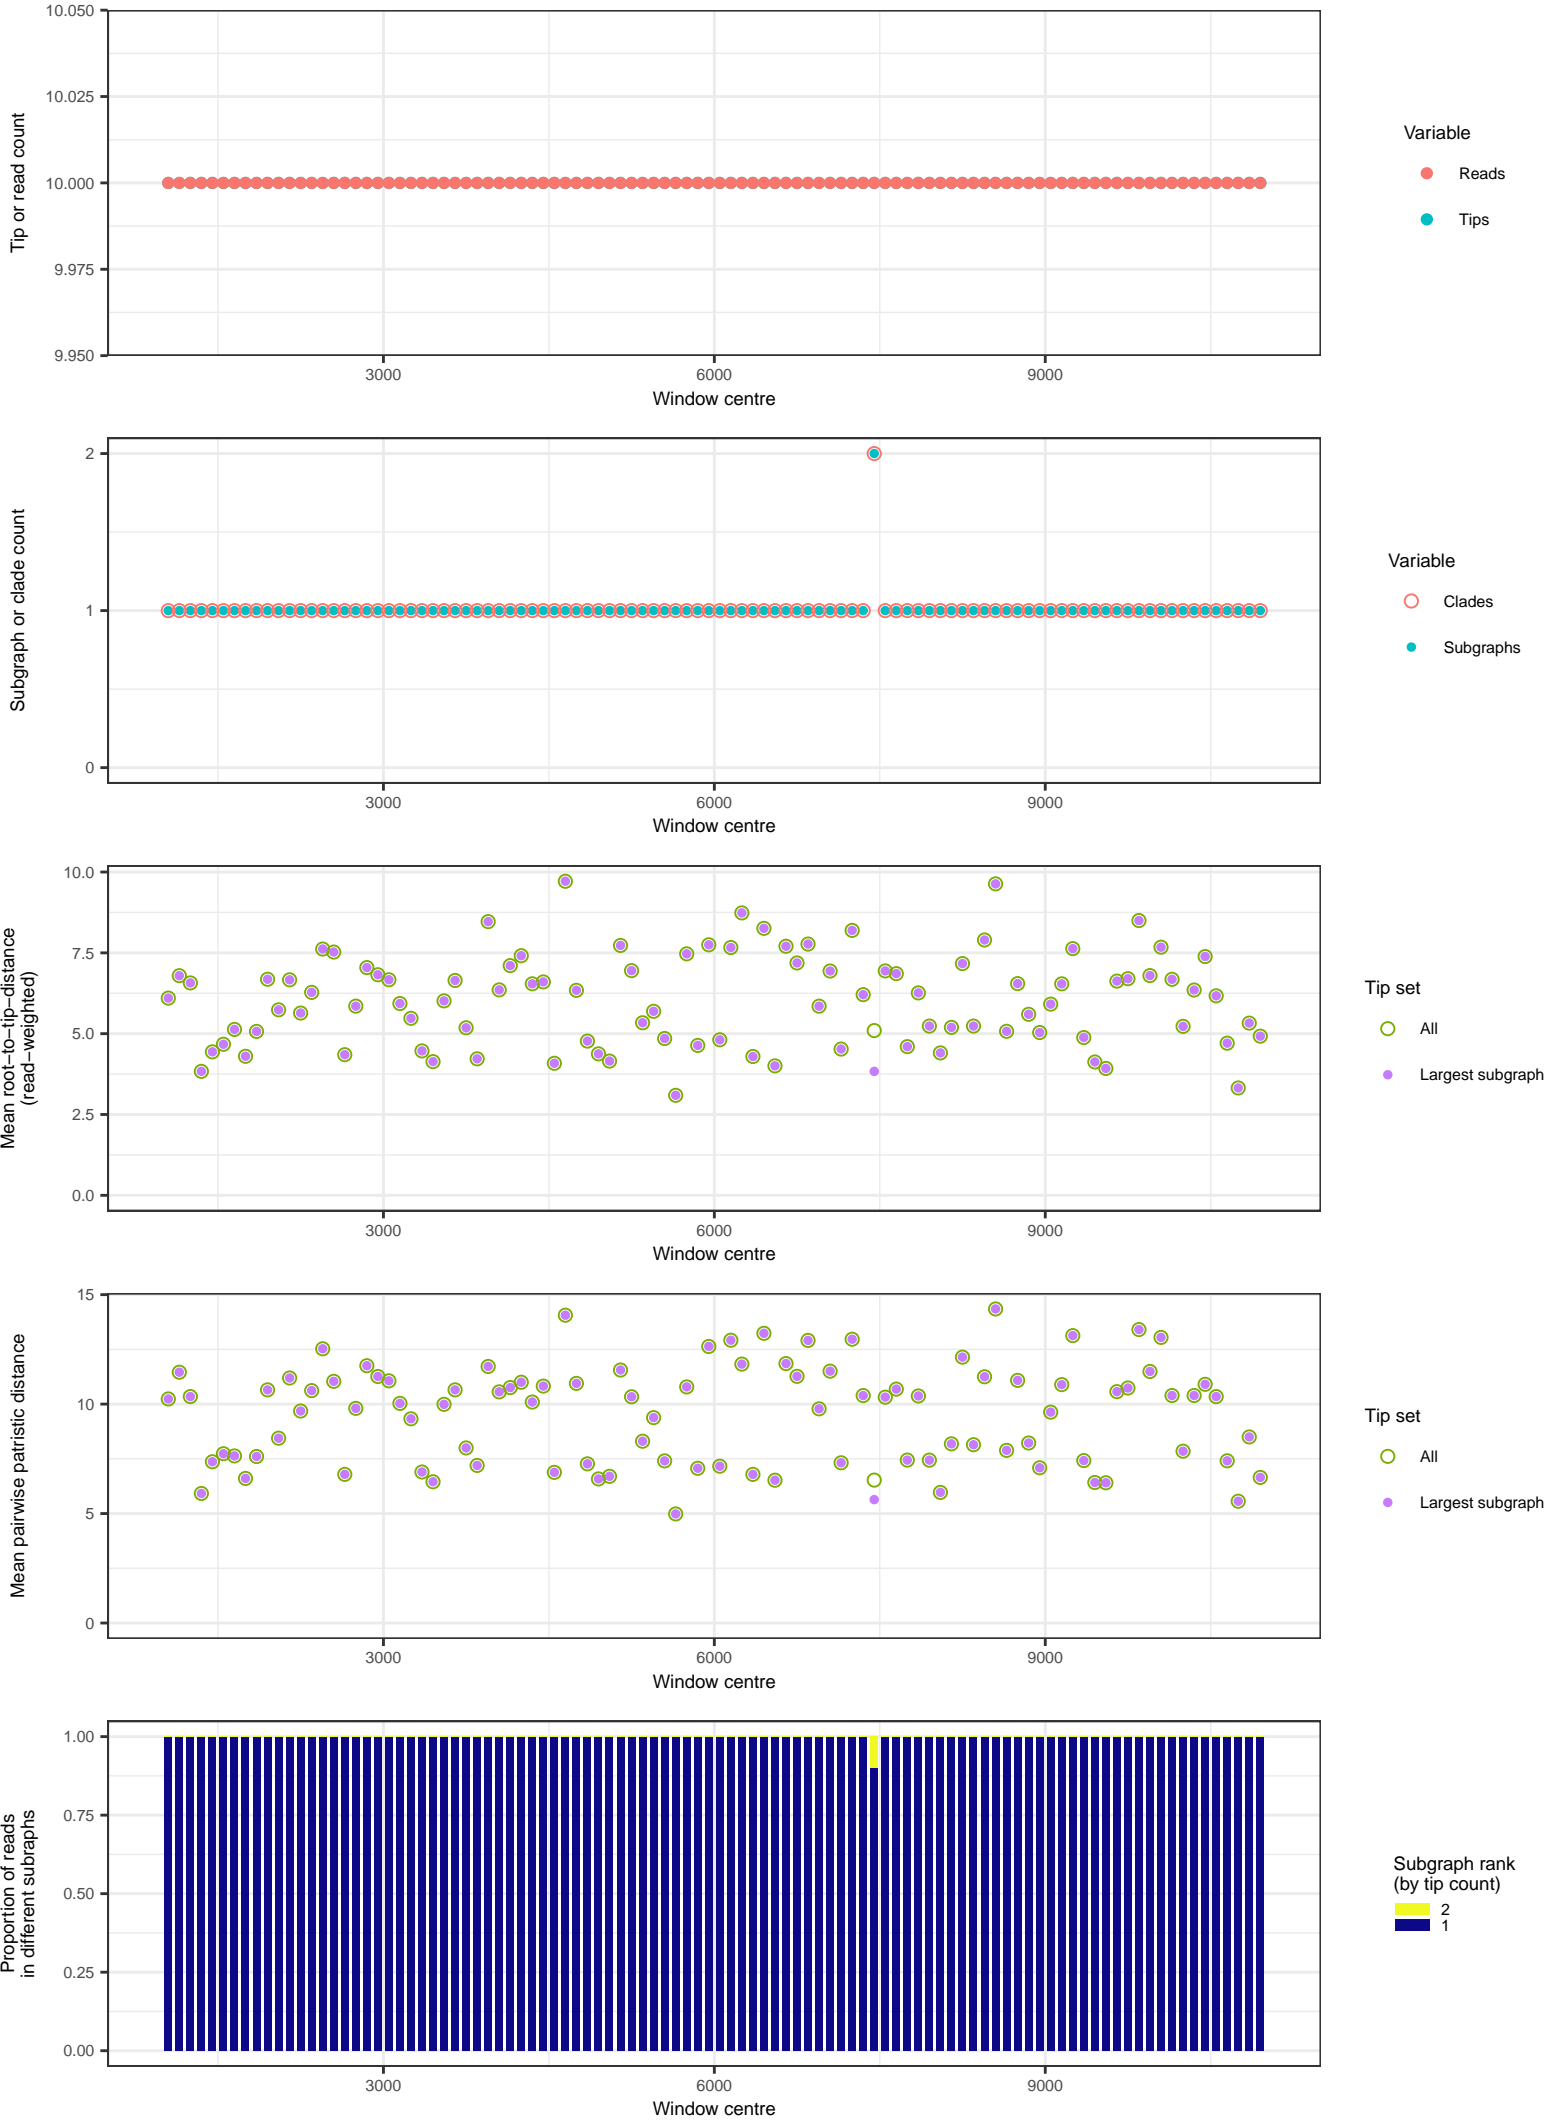 10.050
10.025
10.000
9.975
9.950
Tip or read count
3000
6000
9000
Window centre
Variable
Reads
Tips
2
1
0
Subgraph or clade count
3000
6000
9000
Window centre
Variable
Clades
Subgraphs
10.0
7.5
5.0
2.5
0.0
Mean root−to−tip−distance
(read−weighted)
3000
6000
9000
Window centre
Tip set
All
Largest subgraph
15
10
5
0
Mean pairwise patristic distance
3000
6000
9000
Window centre
Tip set
All
Largest subgraph
1.00
0.75
0.50
0.25
0.00
Proportion of reads
in different subraphs
3000
6000
9000
Window centre
Subgraph rank
(by tip count)
2
1